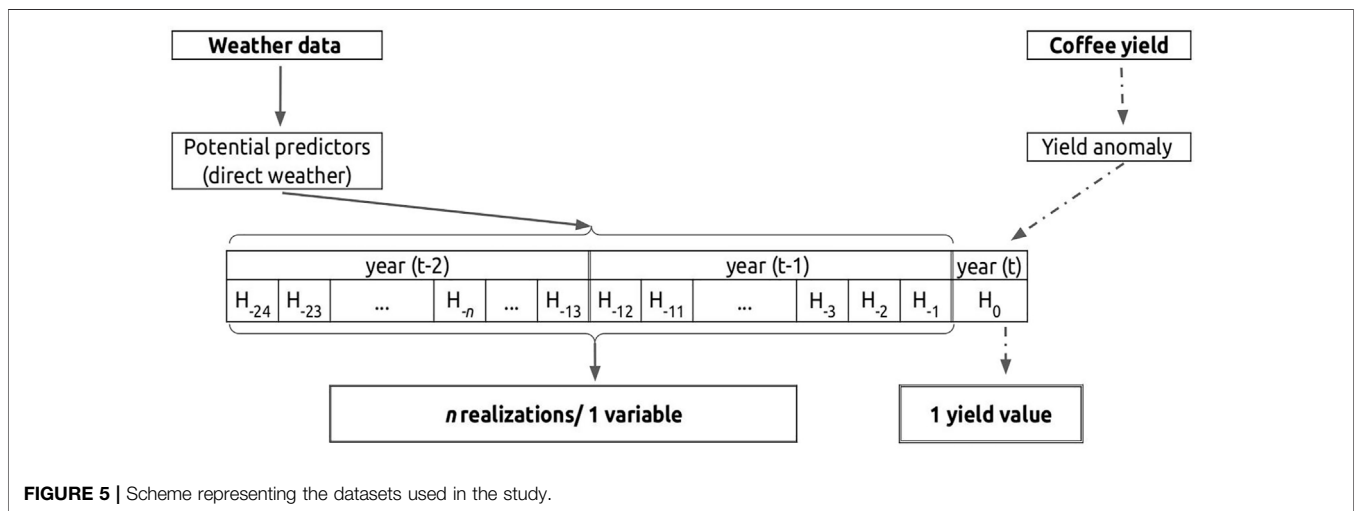 Weather data
Coffee yield
Potential predictors
(direct weather)
Yield anomaly
year (t-2) year (t-1) year (t)
H-24 H-23 ... H-n ... H-13 H-12 H-11 ... H-3 H-2 H-1 H0
n realizations/ 1 variable
1 yield value
FIGURE 5 | Scheme representing the datasets used in the study.